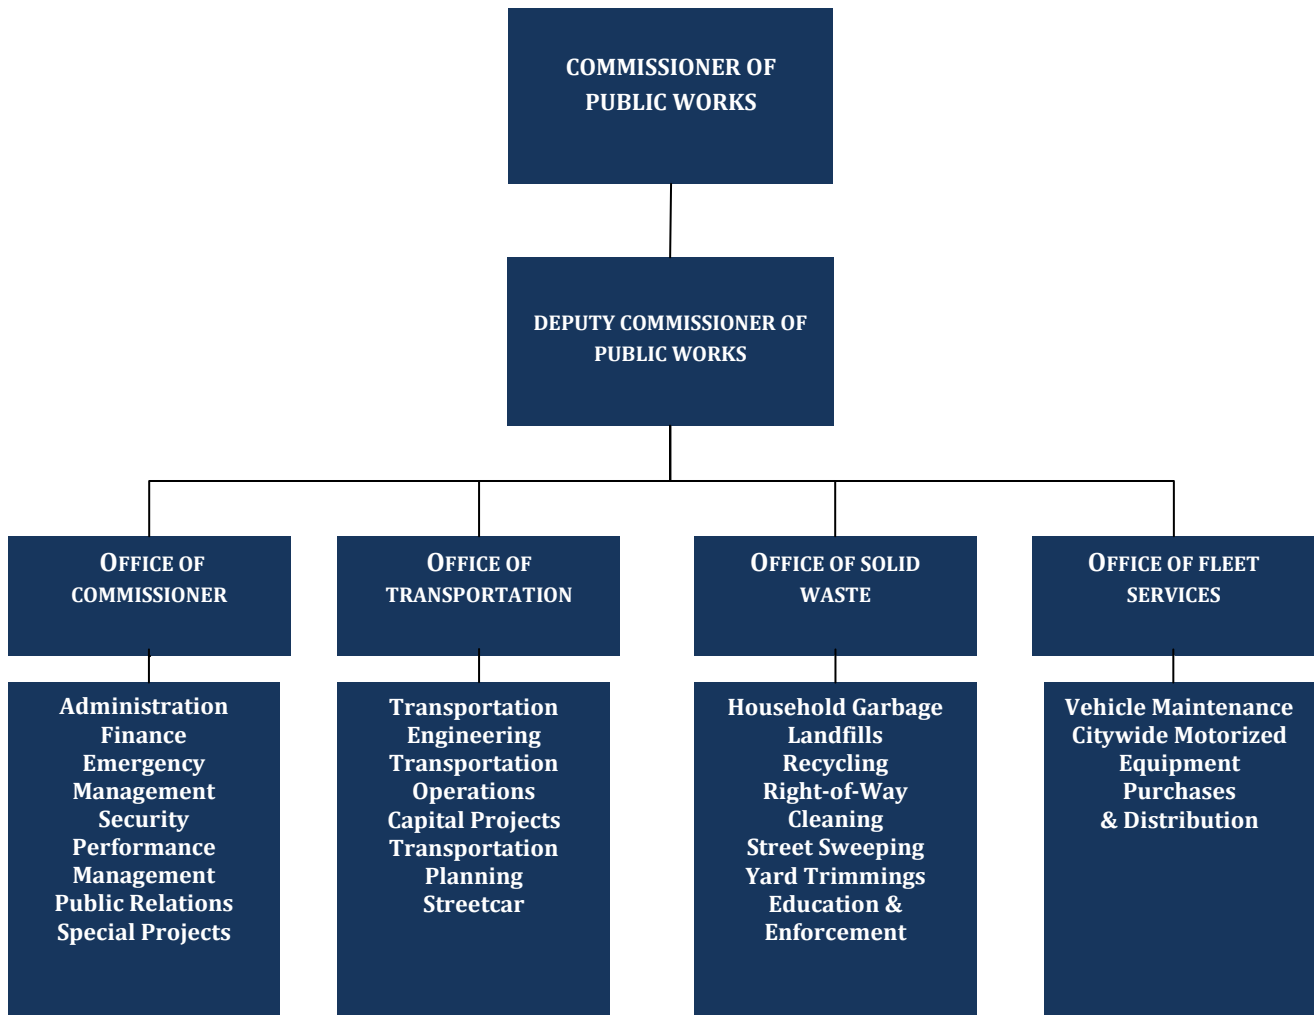 COMMISSIONER OF
PUBLIC WORKS
DEPUTY COMMISSIONER OF
PUBLIC WORKS
OFFICE OF
COMMISSIONER
OFFICE OF
TRANSPORTATION
OFFICE OF SOLID
WASTE
OFFICE OF FLEET
SERVICES
Administration
Finance
Emergency
Management
Security
Performance
Management
Public Relations
Special Projects
Transportation
Engineering
Transportation
Operations
Capital Projects
Transportation
Planning
Streetcar
Household Garbage
Landfills
Recycling
Right-of-Way
Cleaning
Street Sweeping
Yard Trimmings
Education &
Enforcement
Vehicle Maintenance
Citywide Motorized
Equipment
Purchases
& Distribution